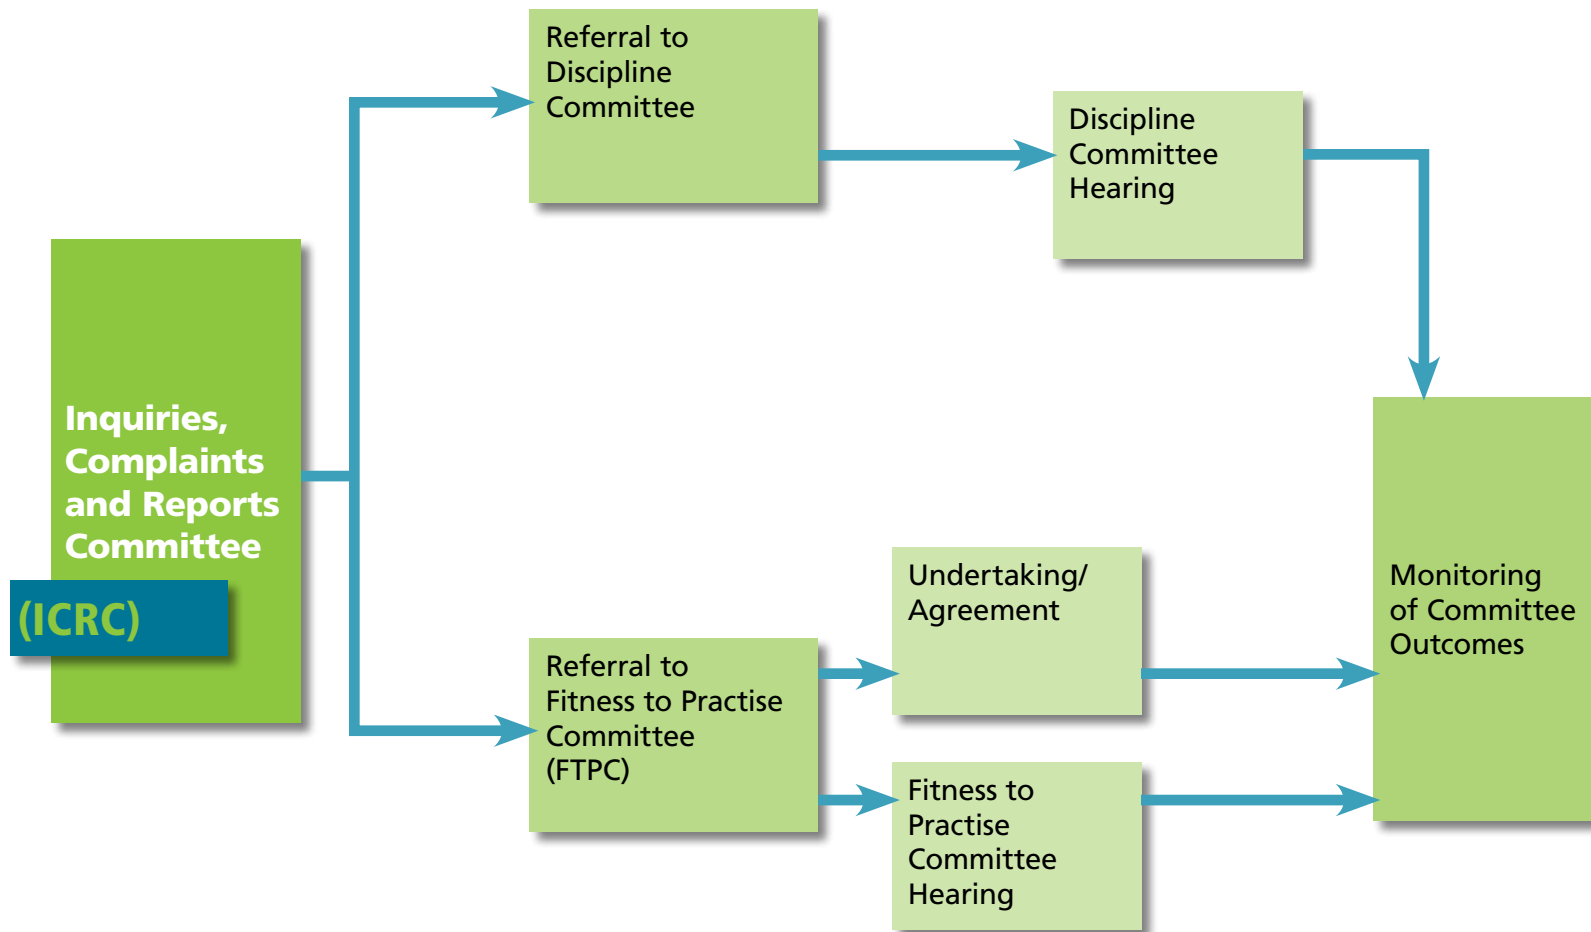 Inquiries,
Complaints
and Reports
Committee
(ICRC)
Referral to
Discipline
Committee
Discipline
Committee
Hearing
Referral to
Fitness to Practise
Committee
(FTPC)
Undertaking/
Agreement
Fitness to
Practise
Committee
Hearing
Monitoring
of Committee
Outcomes